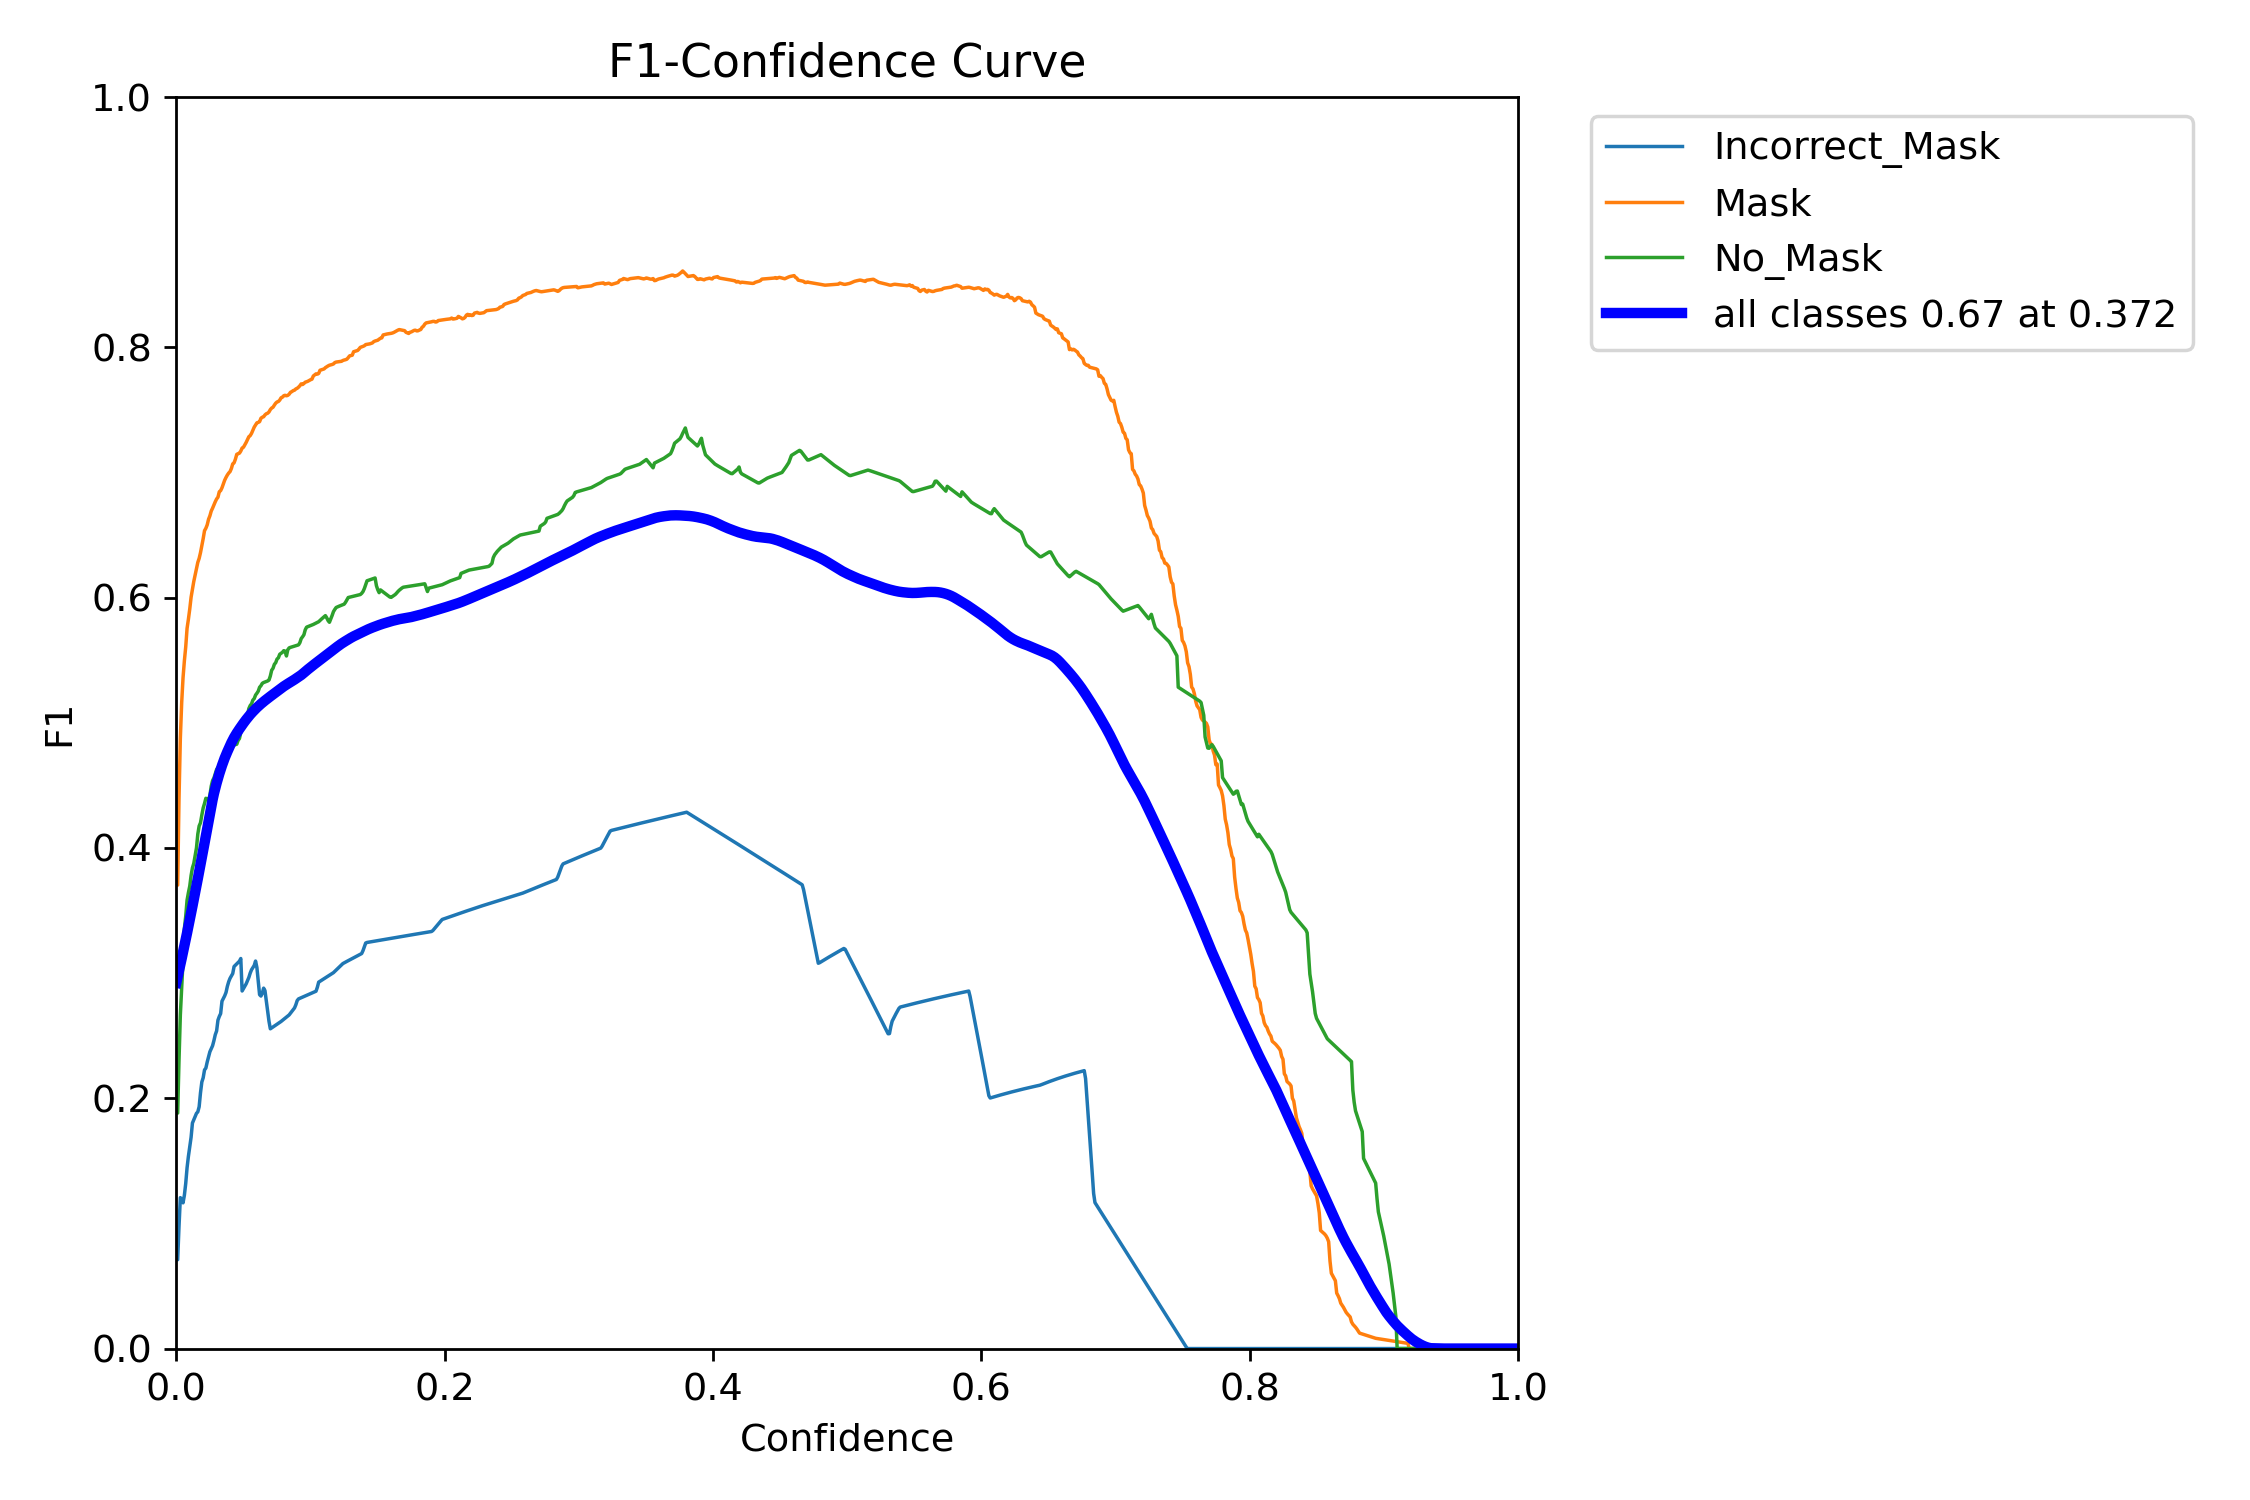 F1-Confidence Curve
1.0
0.8
0.6
0.4
0.2
0.0
F1
0.0 0.2 0.4 0.6 0.8 1.0
Confidence
Incorrect_Mask
Mask
No_Mask
all classes 0.67 at 0.372